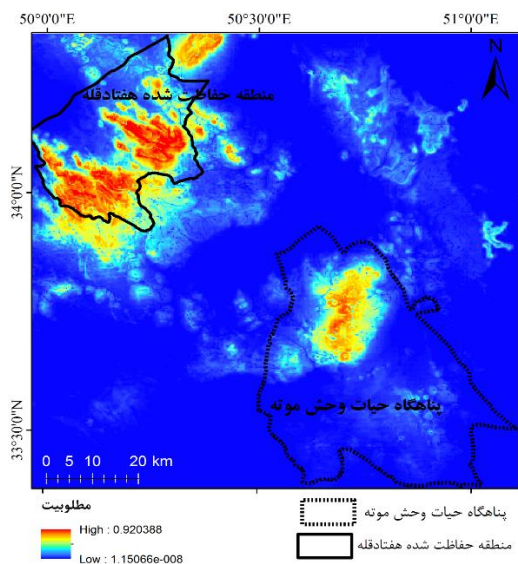 50°0'0"
50°30'0"
51°0'0"
N
منطقه حفاظت شده هفتادقله
34°0'0"N
33°30'0"N
پناهگاه حیات وحش موته
0 5 10 20 km
مطلوبیت
High : 0.920388
Low : 1.15066e-008
پناهگاه حیات وحش موته
منطقه حفاظت شده هفتادقله